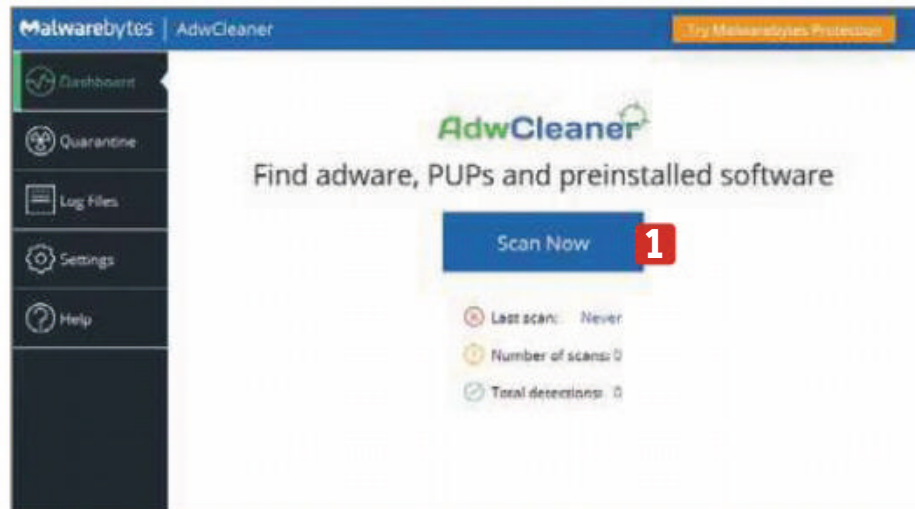 Malwarebytes | AdwCleaner
Try Malwarebytes Protection
Dashboard
Quarantine
Log Files
Settings
Help
AdwCleaner
Find adware, PUPs and preinstalled software
Scan Now
1
Last scan: Never
Number of scans: 0
Total detections: 0